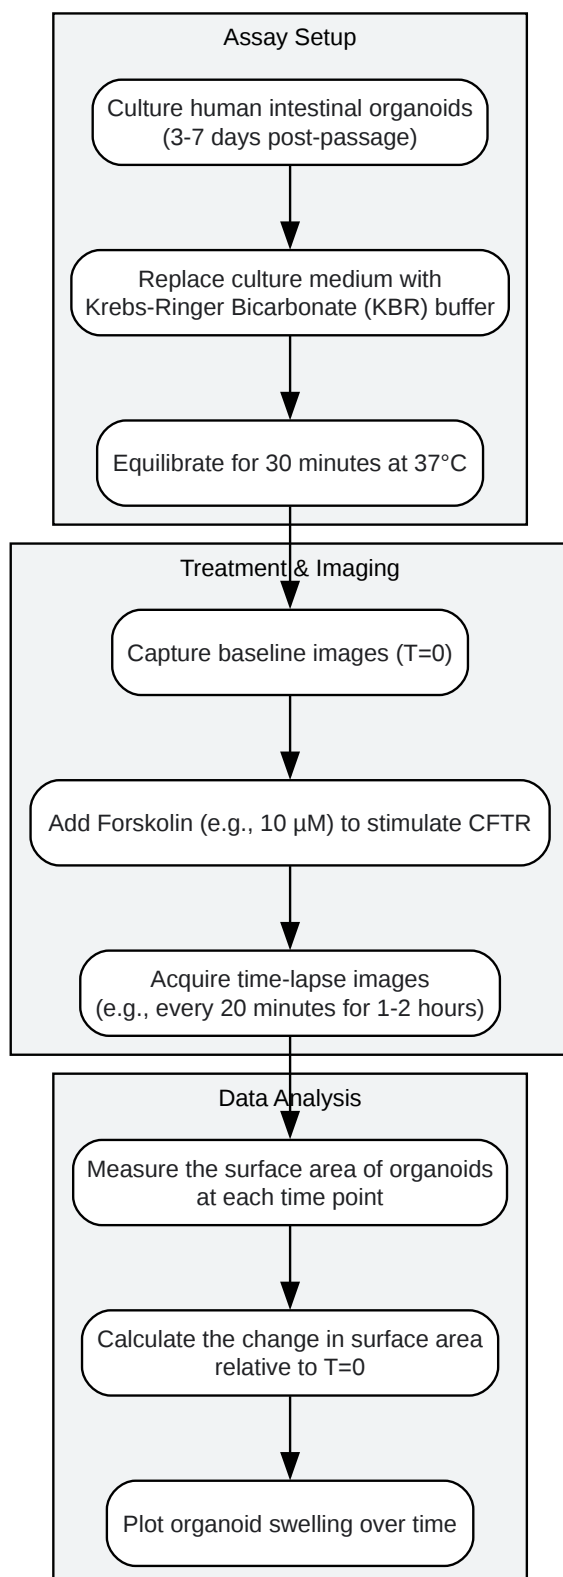 Assay Setup
Culture human intestinal organoids
(3-7 days post-passage)
Replace culture medium with
Krebs-Ringer Bicarbonate (KBR) buffer
Equilibrate for 30 minutes at 37°C
Treatment & Imaging
Capture baseline images (T=0)
Add Forskolin (e.g., 10 µM) to stimulate CFTR
Acquire time-lapse images
(e.g., every 20 minutes for 1-2 hours)
Data Analysis
Measure the surface area of organoids
at each time point
Calculate the change in surface area
relative to T=0
Plot organoid swelling over time